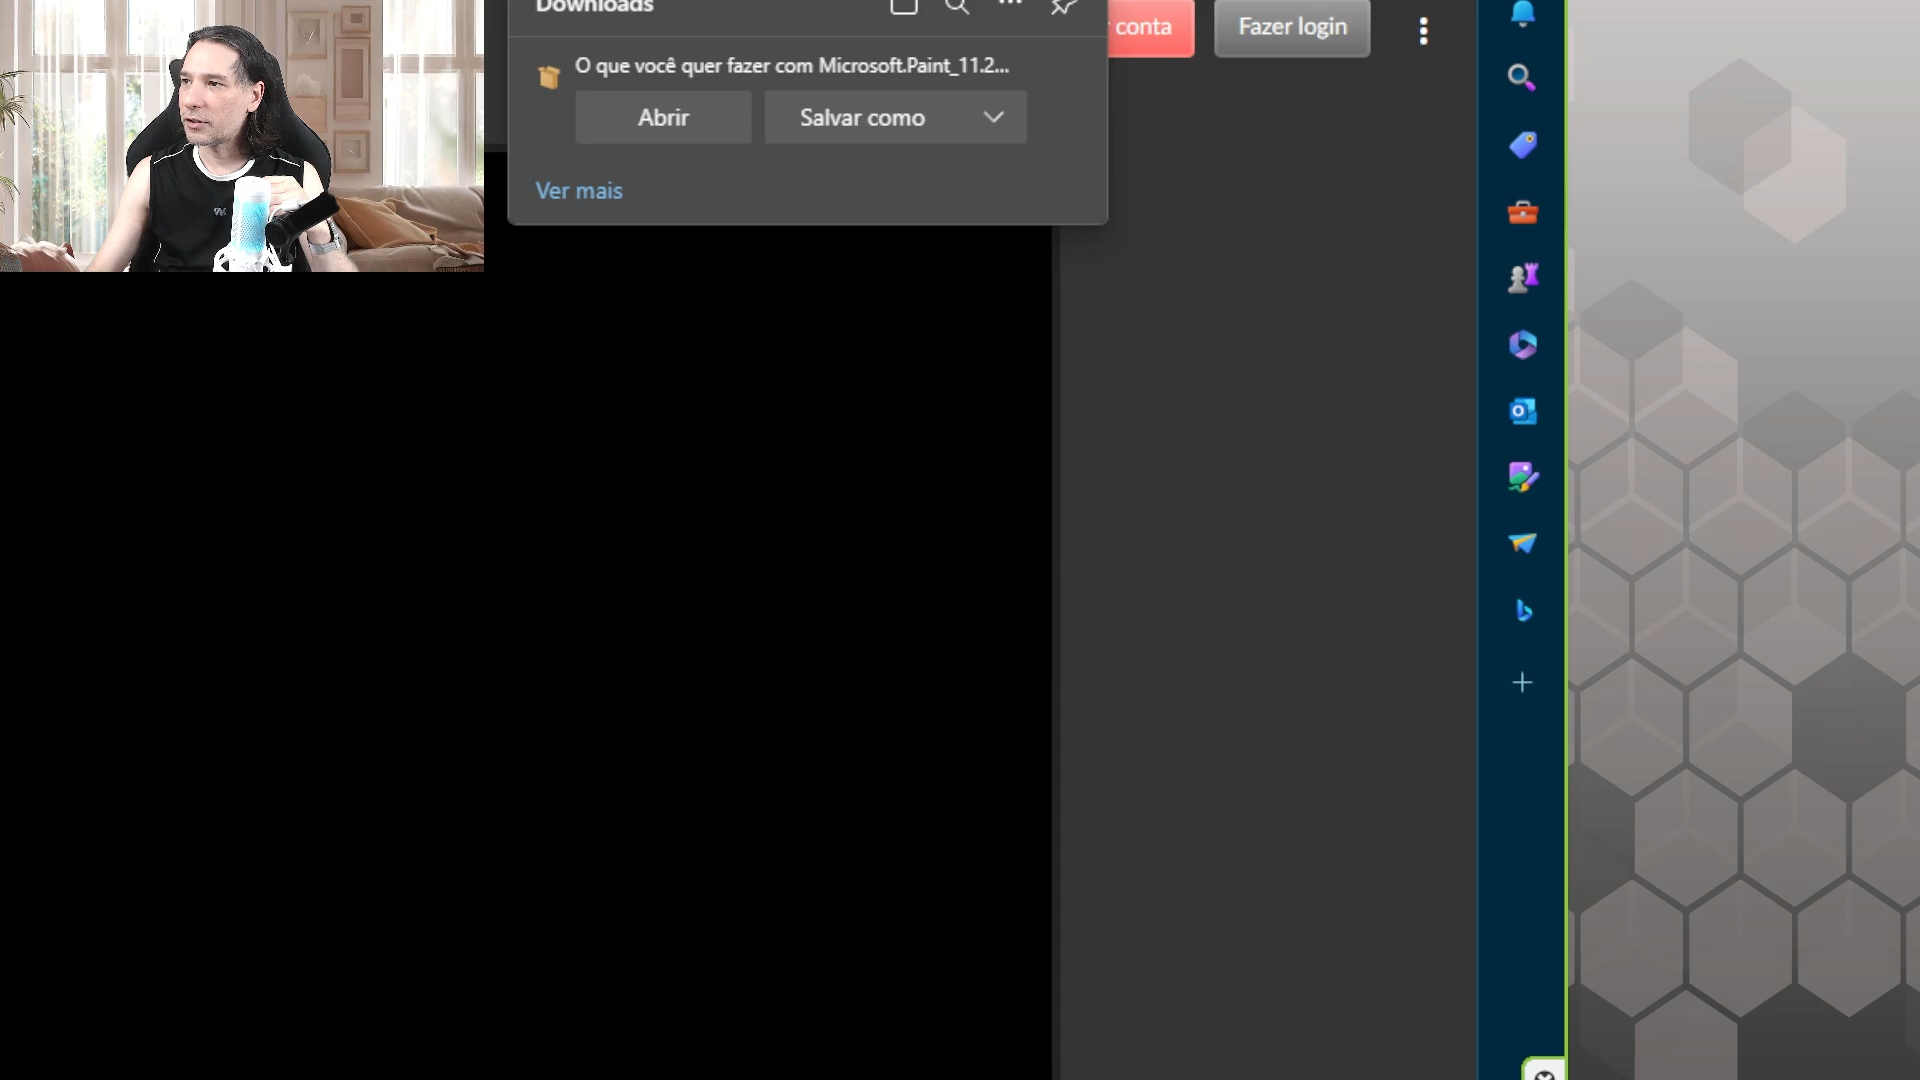 Downloads
O que você quer fazer com Microsoft.Paint_11.2...
Abrir
Salvar como
Ver mais
conta
Fazer login